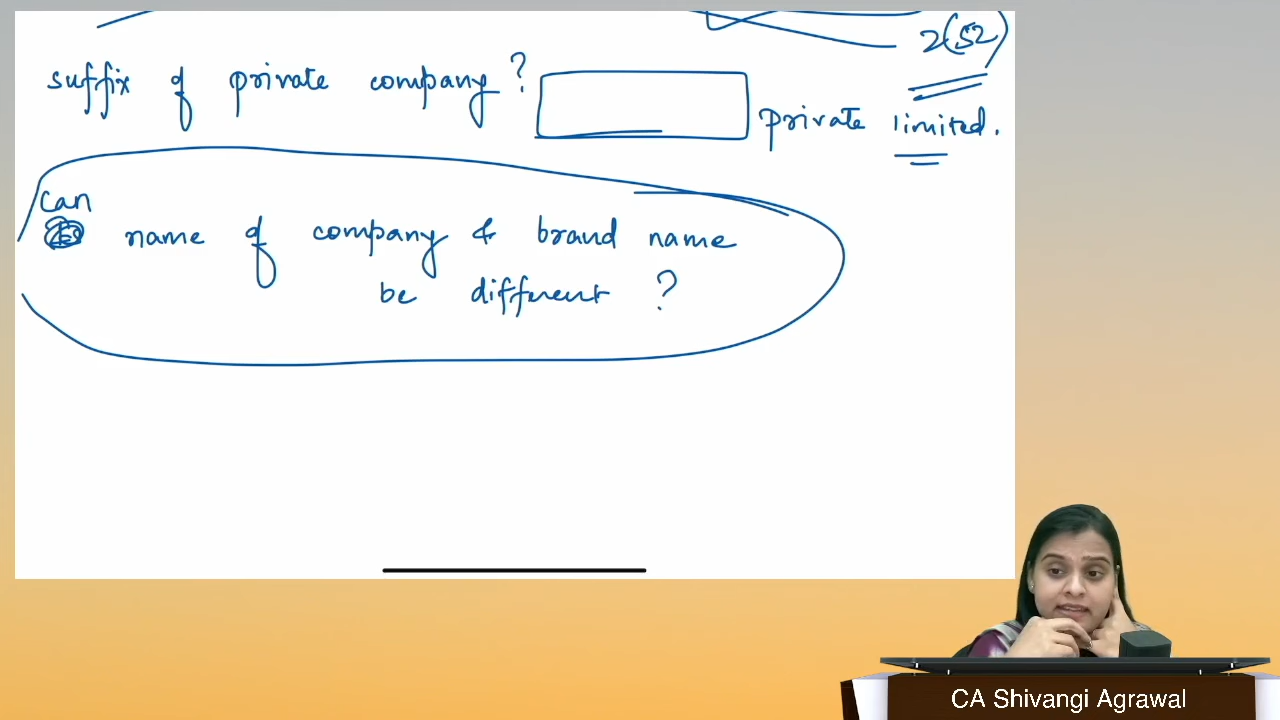 2(52)
suffix of private company ?
private limited.
can
name of company & brand name
be different ?
CA Shivangi Agrawal